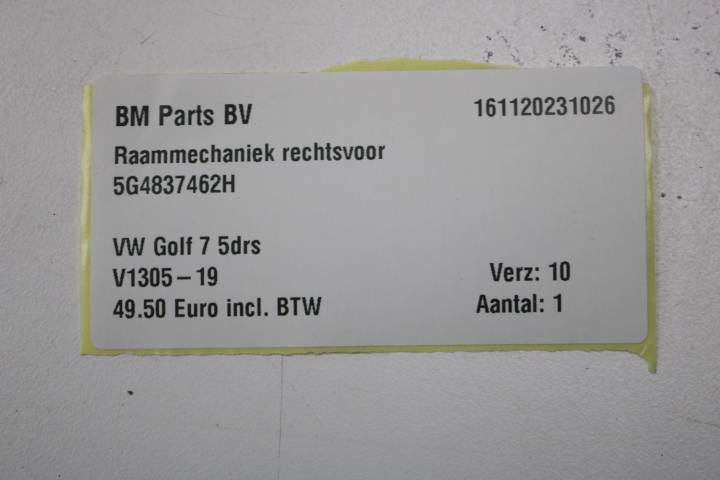 BM Parts BV 161120231026
Raammechaniek rechtsvoor
5G4837462H
VW Golf 7 5drs
V1305-19 Verz: 10
49.50 Euro incl. BTW Aantal: 1